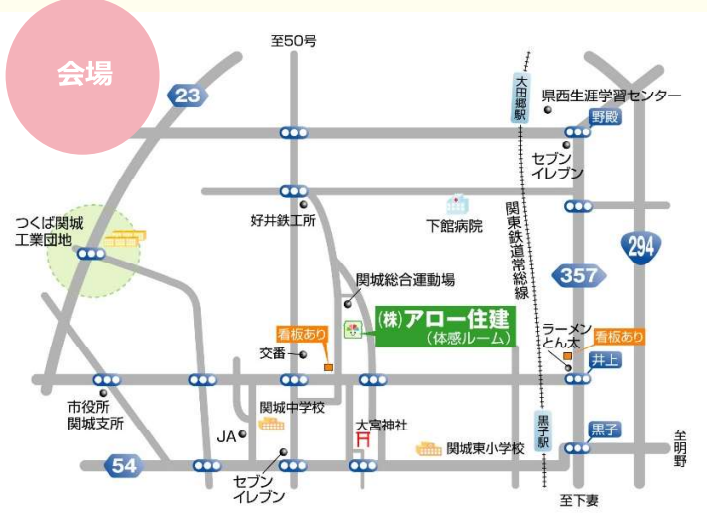 会場
至50号
23
大田郷駅
県西生涯学習センター
野殿
セブン
イレブン
つくば関城
工業団地
好井鉄工所
下館病院
関東鉄道常総線
294
357
関城総合運動場
(株)アロー住建
(体感ルーム)
看板あり
交番
ラーメン
とん太
看板あり
井上
市役所
関城支所
関城中学校
JA
大宮神社
関城東小学校
黒子駅
黒子
至明野
54
セブン
イレブン
至下妻